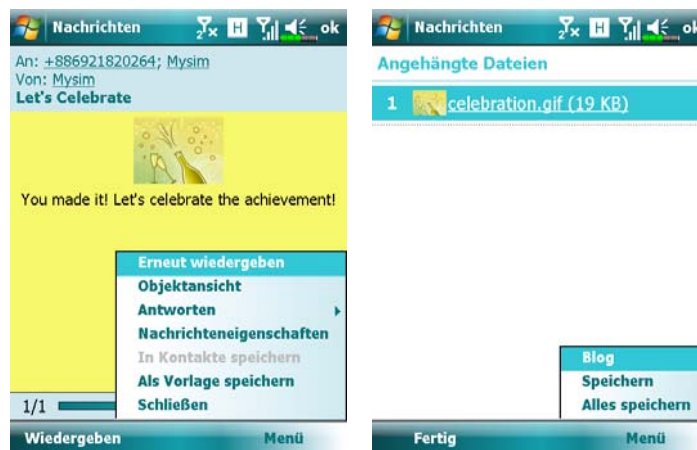 Nachrichten
2
H
ok
An: +886921820264; Mysim
Von: Mysim
Let's Celebrate
You made it! Let's celebrate the achievement!
Erneut wiedergeben
Objektansicht
Antworten
Nachrichteneigenschaften
In Kontakte speichern
Als Vorlage speichern
Schließen
1/1
Wiedergeben Menü
Nachrichten
2
H
ok
Angehängte Dateien
1 celebration.gif (19 KB)
Blog
Speichern
Alles speichern
Fertig Menü